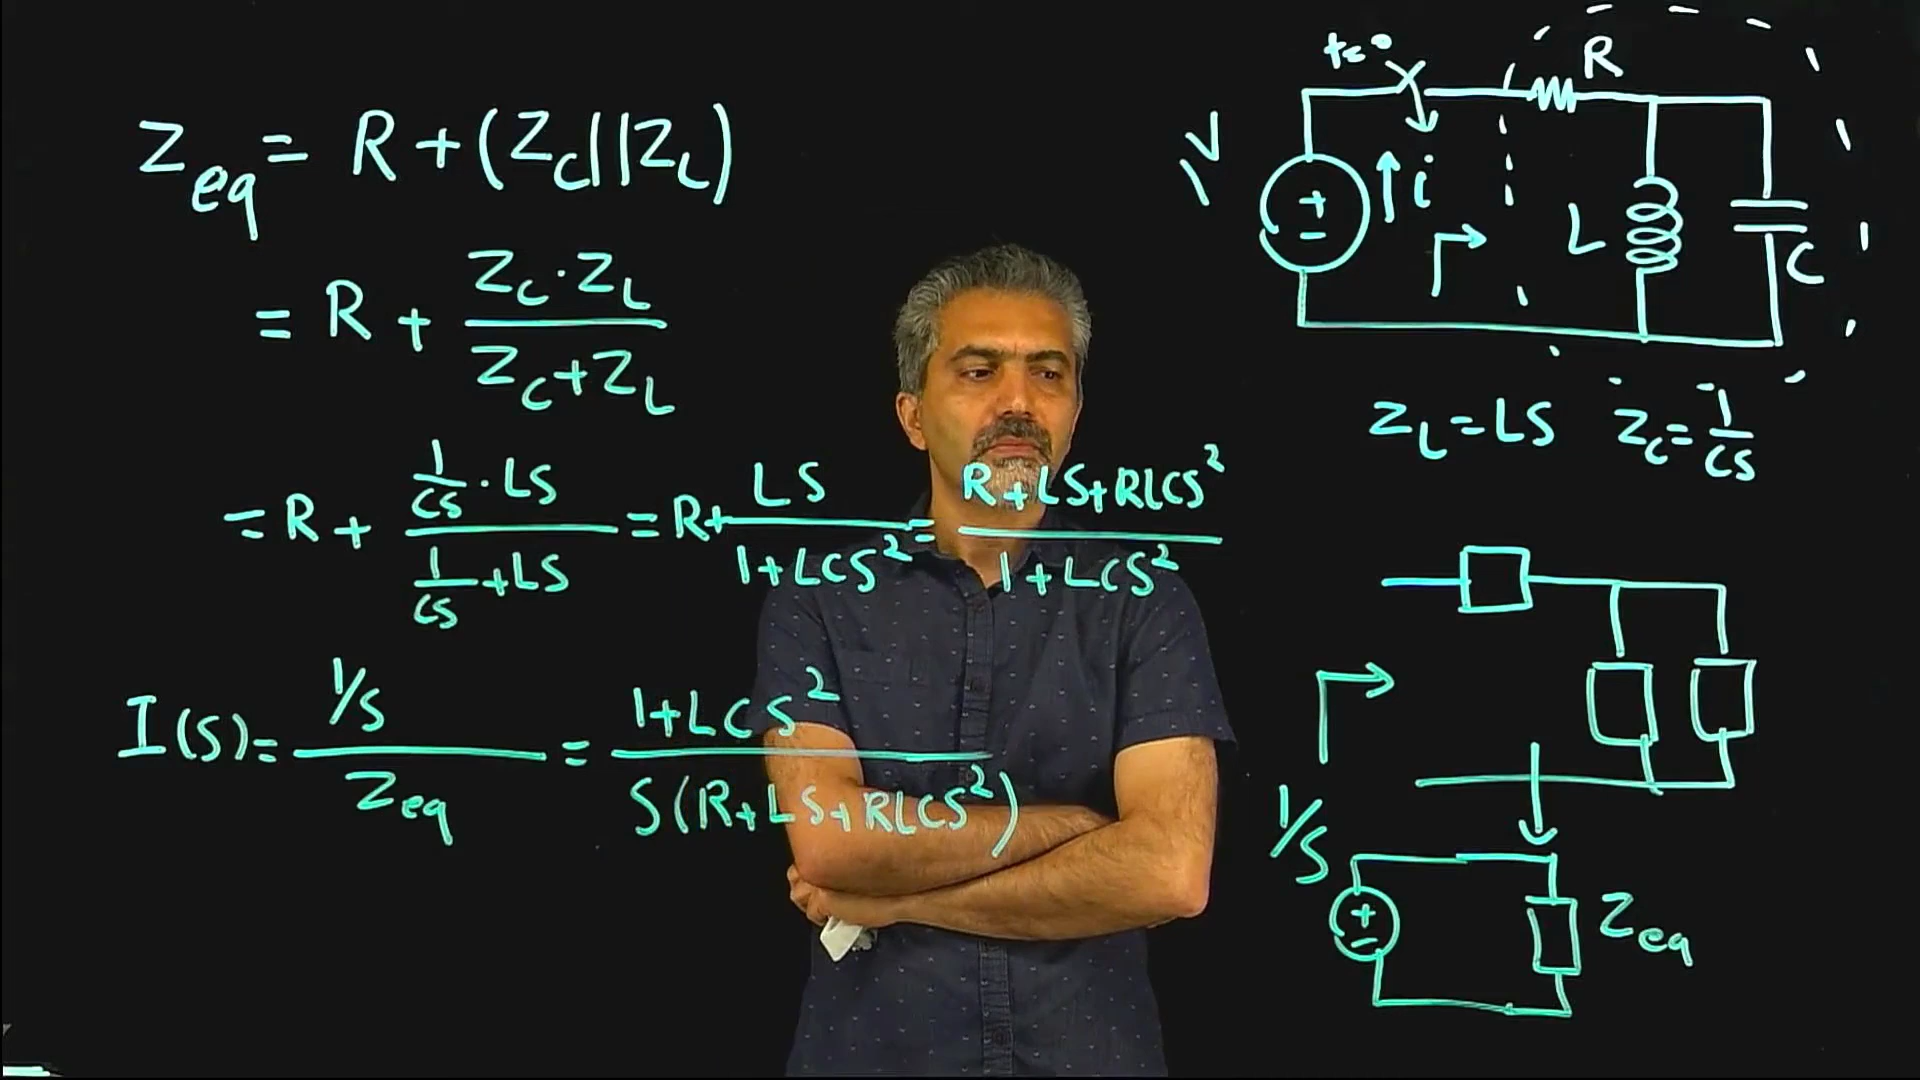 Zeq = R + (Zc || ZL)
= R + Zc · ZL / Zc + ZL
= R + 1/CS · LS / 1/CS + LS = R + LS / 1 + LCS² = R + LS + RLCS² / 1 + LCS²
I(S) = 1/S / Zeq = 1 + LCS² / S(R + LS + RLCS²)
t=0
R
1V
+
-
i
L
C
ZL = LS Zc = 1/CS
1/S
+
-
Zeq